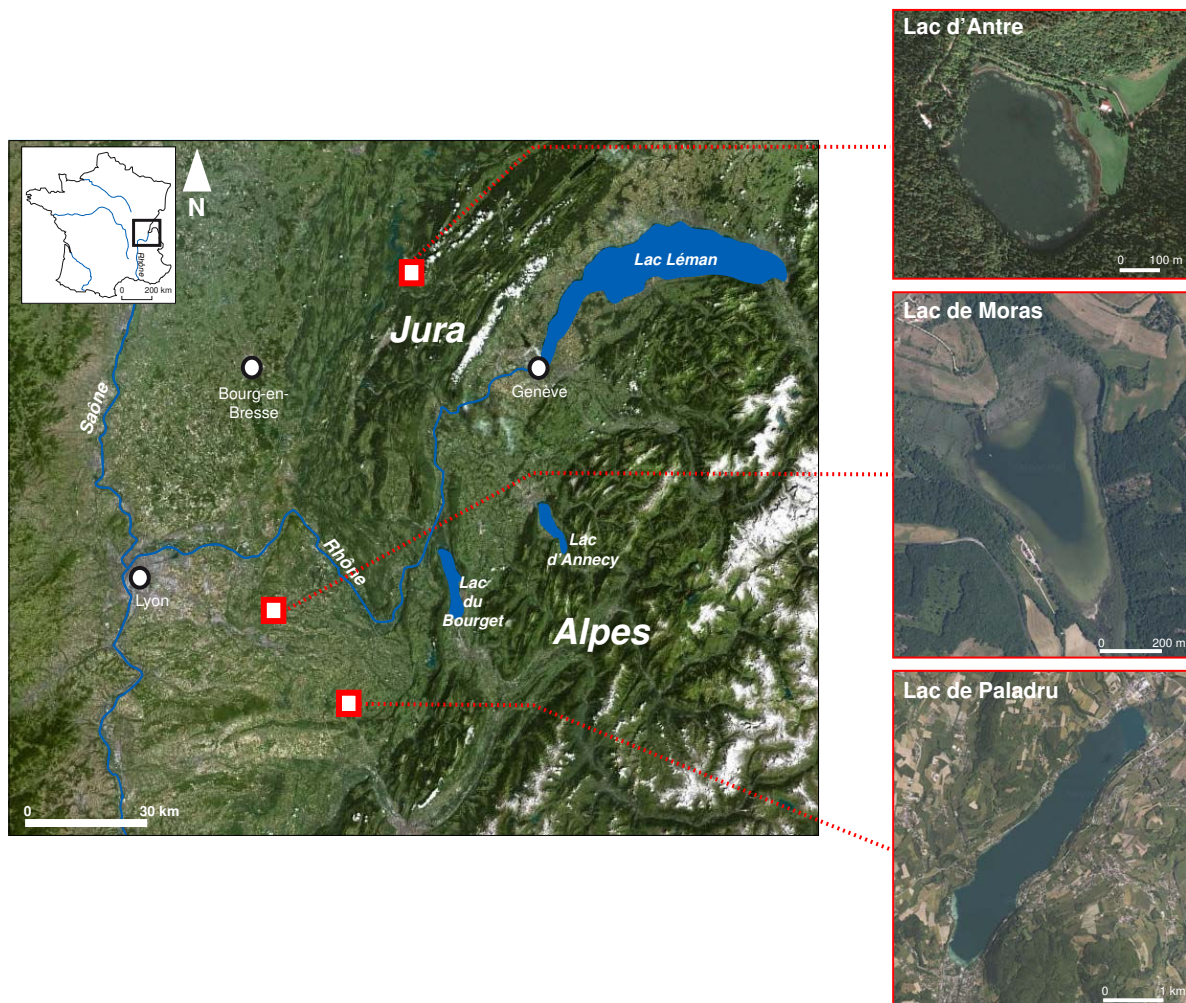 Lac d'Antre
0 100 m
N
Rhône
0 200 km
Lac Léman
Jura
Saône
Bourg-en-
Bresse
Genève
Lac de Moras
0 200 m
Rhône
Lac
d'Annecy
Lyon
Lac
du
Bourget
Alpes
Lac de Paladru
0 1 km
0 30 km